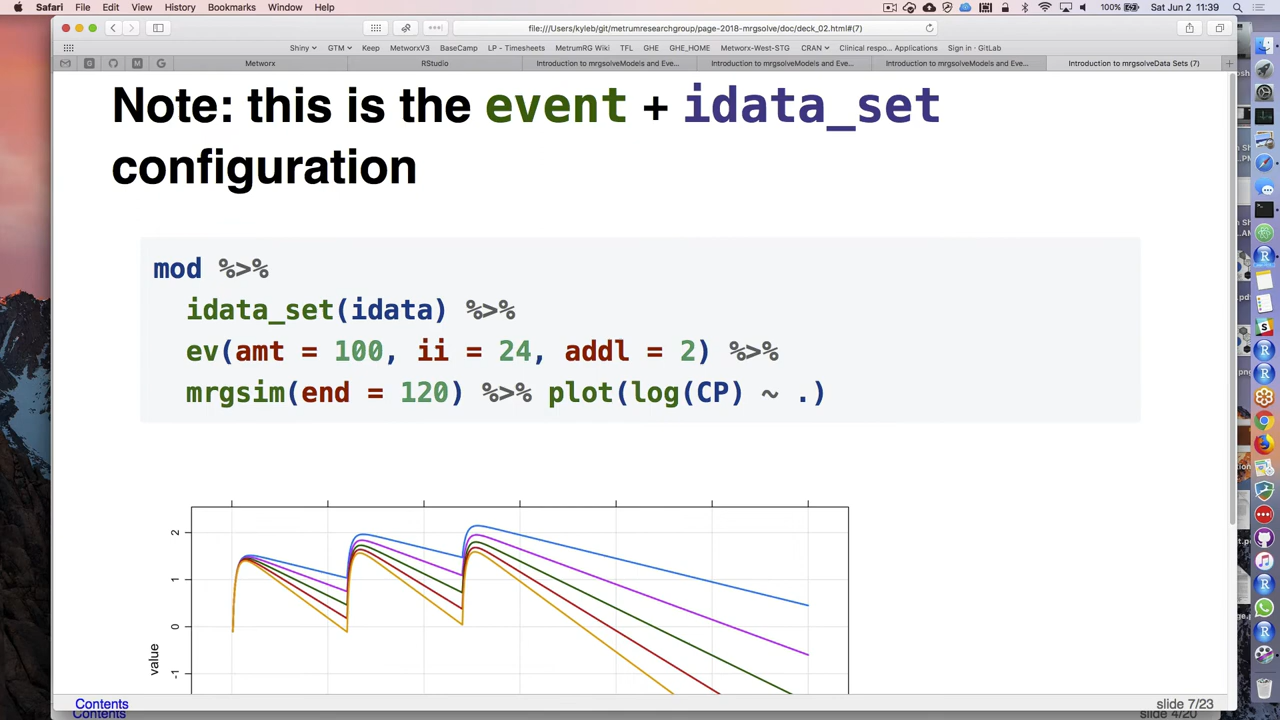 Safari File Edit View History Bookmarks Window Help
100% Sat Jun 2 11:39
file:///Users/kyleb/git/metrumresearchgroup/page-2018-mrgsolve/doc/deck_02.html#(7)
Shiny GTM Keep MetworxV3 BaseCamp LP - Timesheets MetrumRG Wiki TFL GHE GHE_HOME Metworx-West-STG CRAN Clinical respo... Applications Sign in · GitLab
Metworx RStudio Introduction to mrgsolveModels and Eve... Introduction to mrgsolveModels and Eve... Introduction to mrgsolveModels and Eve... Introduction to mrgsolveData Sets (7)
Note: this is the event + idata_set
configuration
mod %>%
idata_set(idata) %>%
ev(amt = 100, ii = 24, addl = 2) %>%
mrgsim(end = 120) %>% plot(log(CP) ~ .)
2
1
0
-1
value
Contents
slide 7/23
Contents
slide 4/20